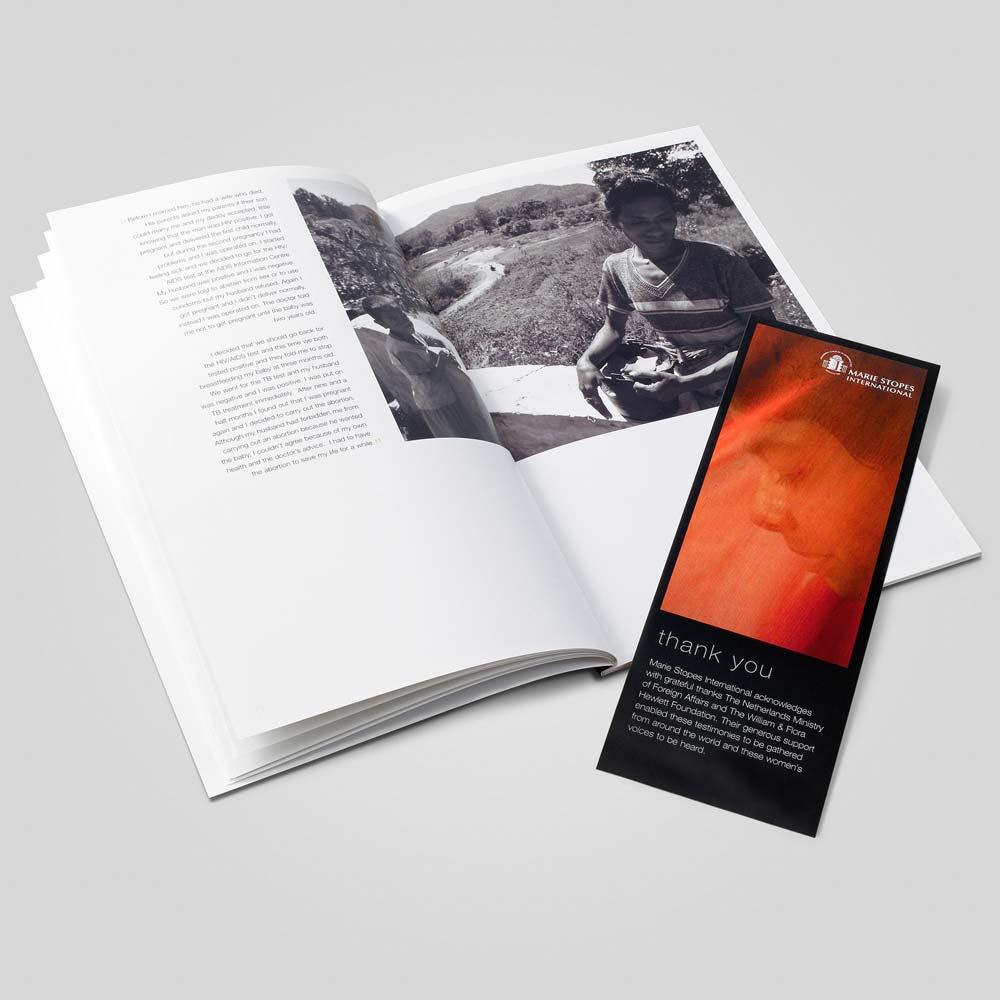 “ Before I married him, he had a wife who died.
His parents asked my parents if their son
could marry me and my daddy accepted, little
knowing that the man was HIV positive. I got
pregnant and delivered the first child normally,
but during the second pregnancy I had
problems and I was operated on. I started
feeling sick and we decided to go for the HIV/
AIDS test at the AIDS Information Centre.
My husband was positive and I was negative.
So we were told to abstain from sex or to use
condoms but my husband refused. Again I
got pregnant and I didn't deliver normally,
instead I was operated on. The doctor told
me not to get pregnant until the baby was
two years old.
I decided that we should go back for
the HIV/AIDS test and this time we both
tested positive and they told me to stop
breastfeeding my baby at three months old.
We went for the TB test and my husband
was negative and I was positive. I was put on
TB treatment immediately. After nine and a
half months I found out that I was pregnant
again and I decided to carry out the abortion.
Although my husband had forbidden me from
carrying out an abortion because he wanted
the baby, I couldn't agree because of my own
health and the doctor's advice. I had to have
the abortion to save my life for a while. ”
MARIE STOPES
INTERNATIONAL
thank you
Marie Stopes International acknowledges
with grateful thanks The Netherlands Ministry
of Foreign Affairs and The William & Flora
Hewlett Foundation. Their generous support
enabled these testimonies to be gathered
from around the world and these women's
voices to be heard.